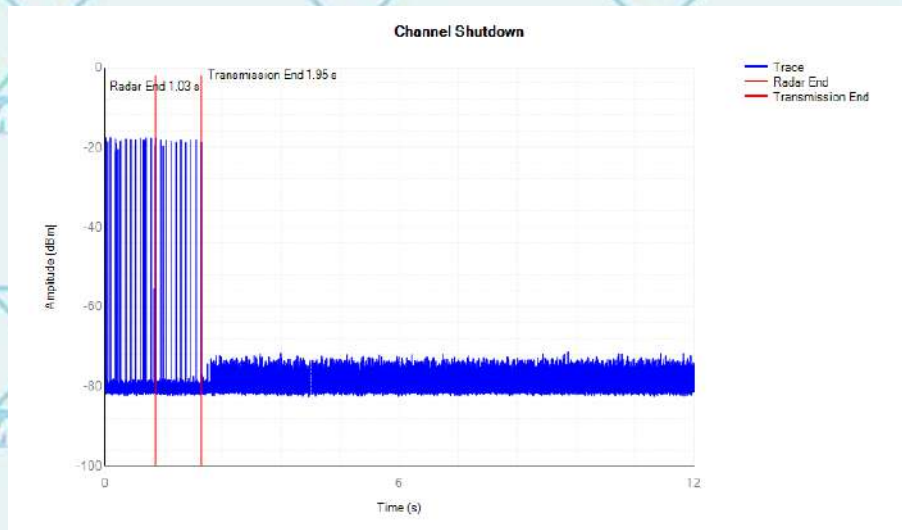 Channel Shutdown
Transmission End 1.95 s
Radar End 1.03 s
Trace
Radar End
Transmission End
0
-20
-40
-60
-80
-100
Amplitude [dBm]
0
6
12
Time (s)